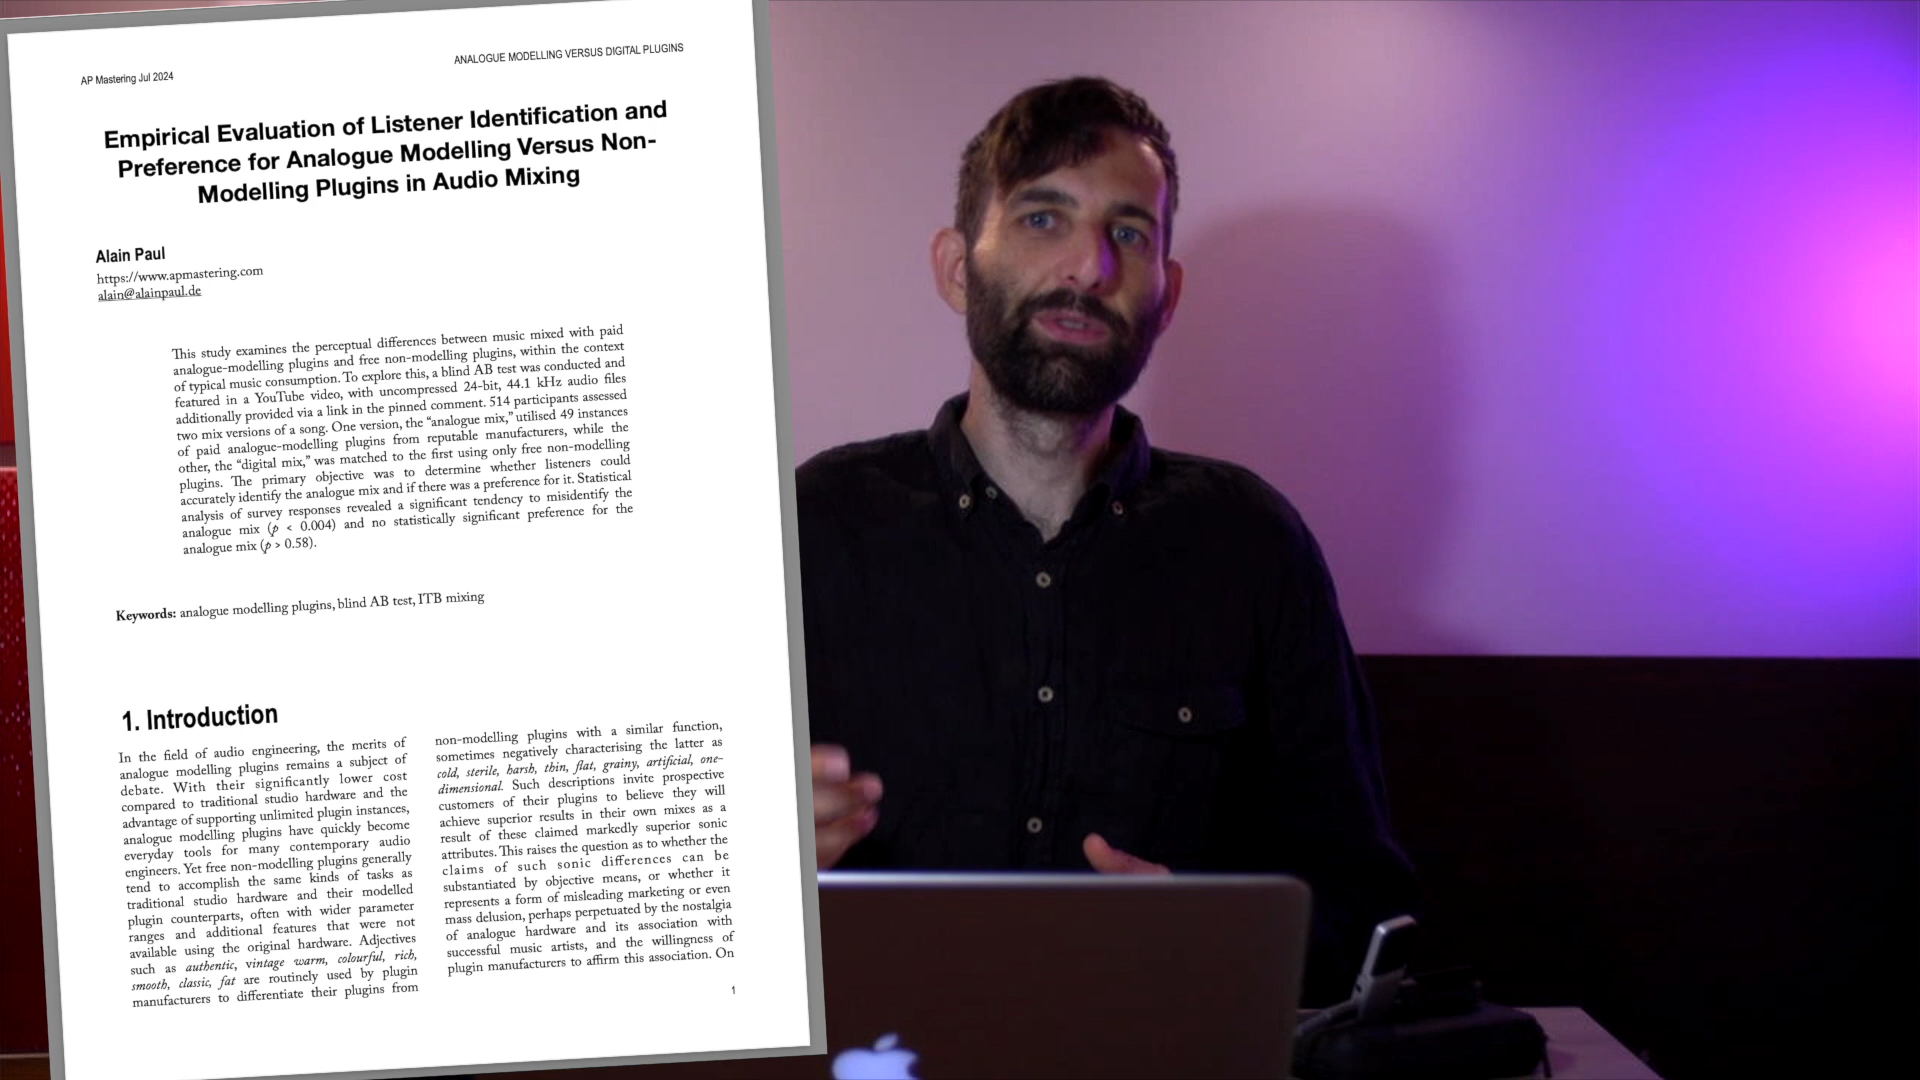 AP Mastering Jul 2024
ANALOGUE MODELLING VERSUS DIGITAL PLUGINS
Empirical Evaluation of Listener Identification and
Preference for Analogue Modelling Versus Non-
Modelling Plugins in Audio Mixing
Alain Paul
https://www.apmastering.com
alain@alainpaul.de
This study examines the perceptual differences between music mixed with paid
analogue-modelling plugins and free non-modelling plugins, within the context
of typical music consumption. To explore this, a blind AB test was conducted and
featured in a YouTube video, with uncompressed 24-bit, 44.1 kHz audio files
additionally provided via a link in the pinned comment. 514 participants assessed
two mix versions of a song. One version, the “analogue mix,” utilised 49 instances
of paid analogue-modelling plugins from reputable manufacturers, while the
other, the “digital mix,” was matched to the first using only free non-modelling
plugins. The primary objective was to determine whether listeners could
accurately identify the analogue mix and if there was a preference for it. Statistical
analysis of survey responses revealed a significant tendency to misidentify the
analogue mix (p < 0.004) and no statistically significant preference for the
analogue mix (p > 0.58).
Keywords: analogue modelling plugins, blind AB test, ITB mixing
1. Introduction
In the field of audio engineering, the merits of
analogue modelling plugins remains a subject of
debate. With their significantly lower cost
compared to traditional studio hardware and the
advantage of supporting unlimited plugin instances,
analogue modelling plugins have quickly become
everyday tools for many contemporary audio
engineers. Yet free non-modelling plugins generally
tend to accomplish the same kinds of tasks as
traditional studio hardware and their modelled
plugin counterparts, often with wider parameter
ranges and additional features that were not
available using the original hardware. Adjectives
such as authentic, vintage warm, colourful, rich,
smooth, classic, fat are routinely used by plugin
manufacturers to differentiate their plugins from
non-modelling plugins with a similar function,
sometimes negatively characterising the latter as
cold, sterile, harsh, thin, flat, grainy, artificial, one-
dimensional. Such descriptions invite prospective
customers of their plugins to believe they will
achieve superior results in their own mixes as a
result of these claimed markedly superior sonic
attributes. This raises the question as to whether the
claims of such sonic differences can be
substantiated by objective means, or whether it
represents a form of misleading marketing or even
mass delusion, perhaps perpetuated by the nostalgia
of analogue hardware and its association with
successful music artists, and the willingness of
plugin manufacturers to affirm this association. On
1